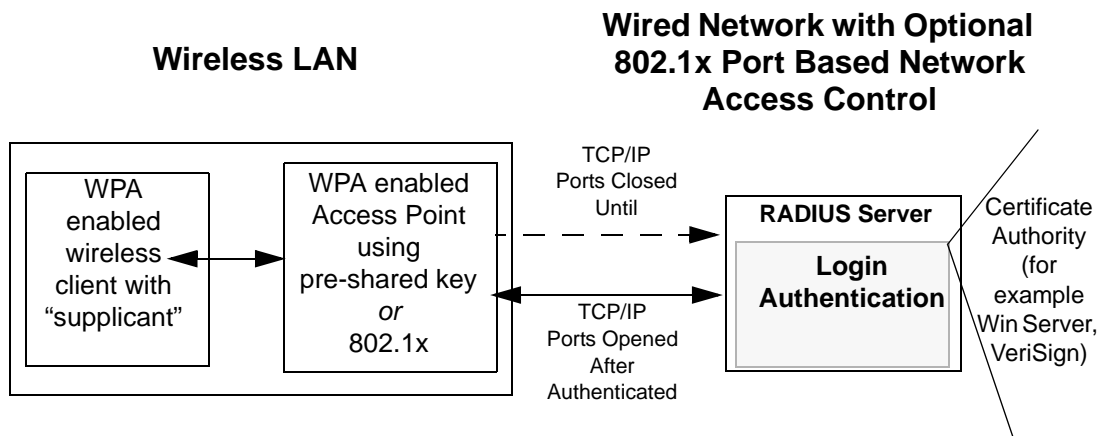 Wireless LAN
Wired Network with Optional
802.1x Port Based Network
Access Control
WPA
enabled
wireless
client with
“supplicant”
WPA enabled
Access Point
using
pre-shared key
or
802.1x
TCP/IP
Ports Closed
Until
TCP/IP
Ports Opened
After
Authenticated
RADIUS Server
Login
Authentication
Certificate
Authority
(for
example
Win Server,
VeriSign)